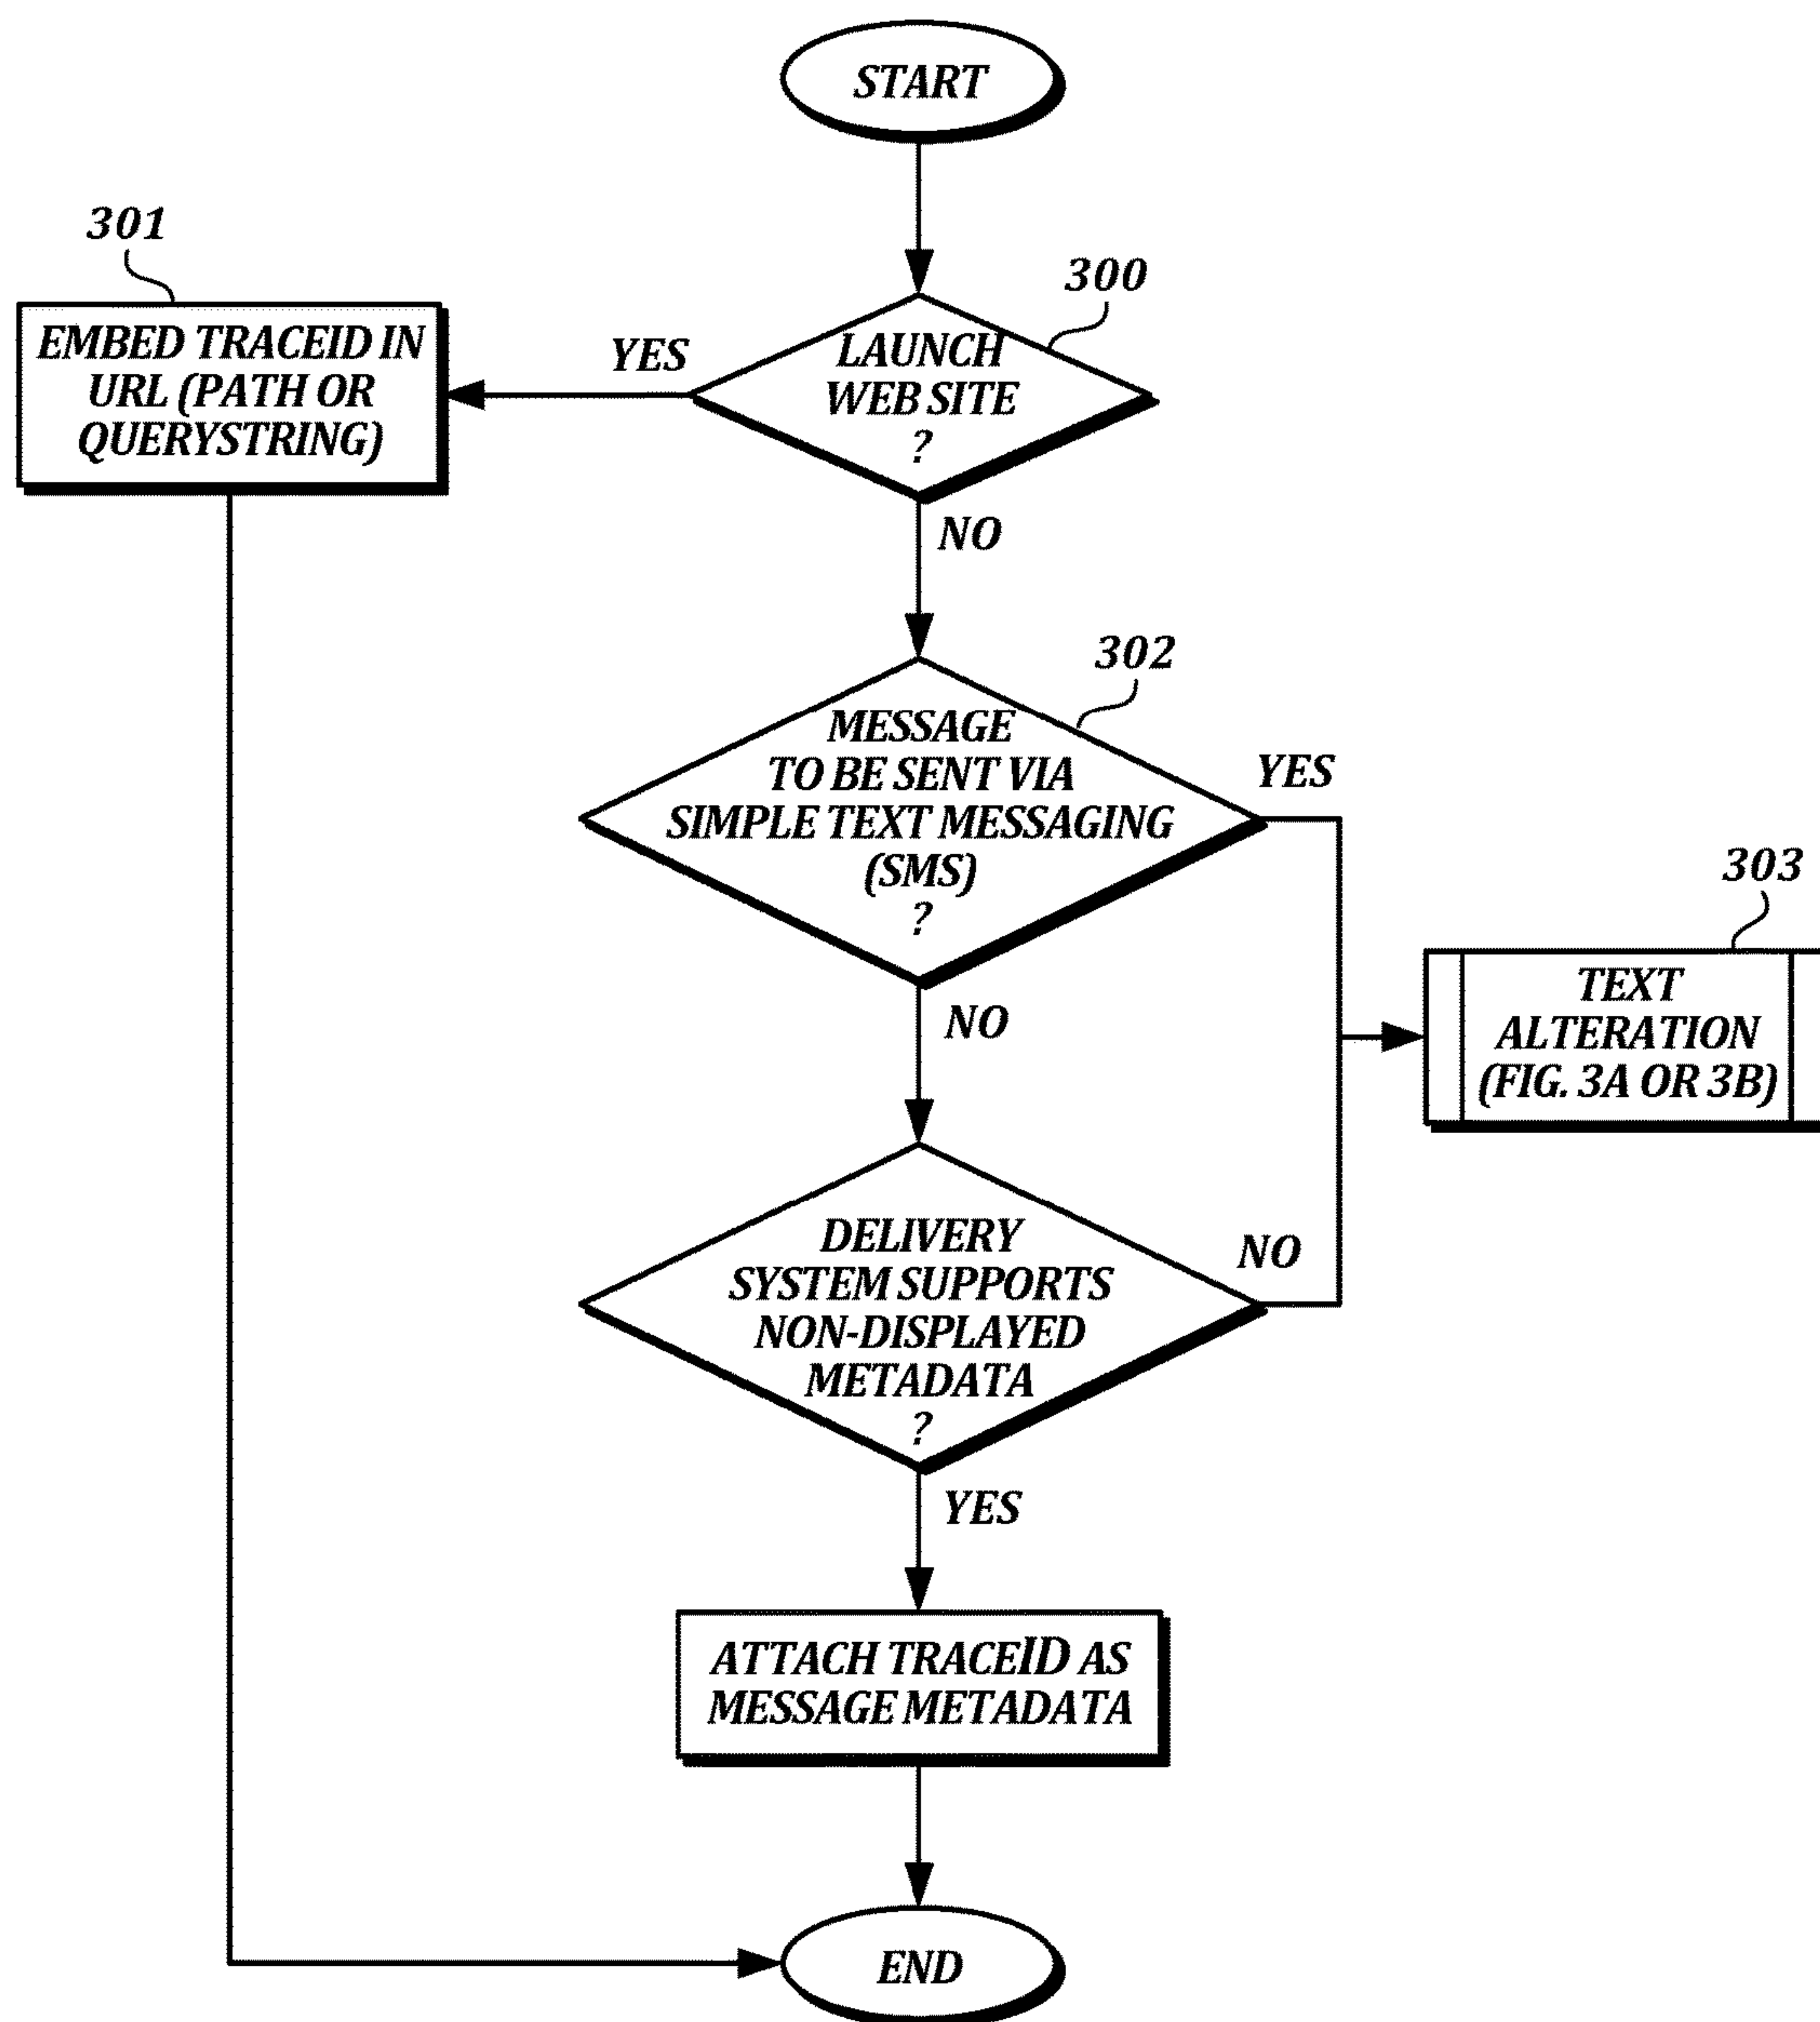 START
301
300
EMBED TRACEID IN
URL (PATH OR
QUERYSTRING)
YES
LAUNCH
WEB SITE
?
NO
302
MESSAGE
TO BE SENT VIA
SIMPLE TEXT MESSAGING
(SMS)
?
YES
303
TEXT
ALTERATION
(FIG. 3A OR 3B)
NO
DELIVERY
SYSTEM SUPPORTS
NON-DISPLAYED
METADATA
?
NO
YES
ATTACH TRACEID AS
MESSAGE METADATA
END